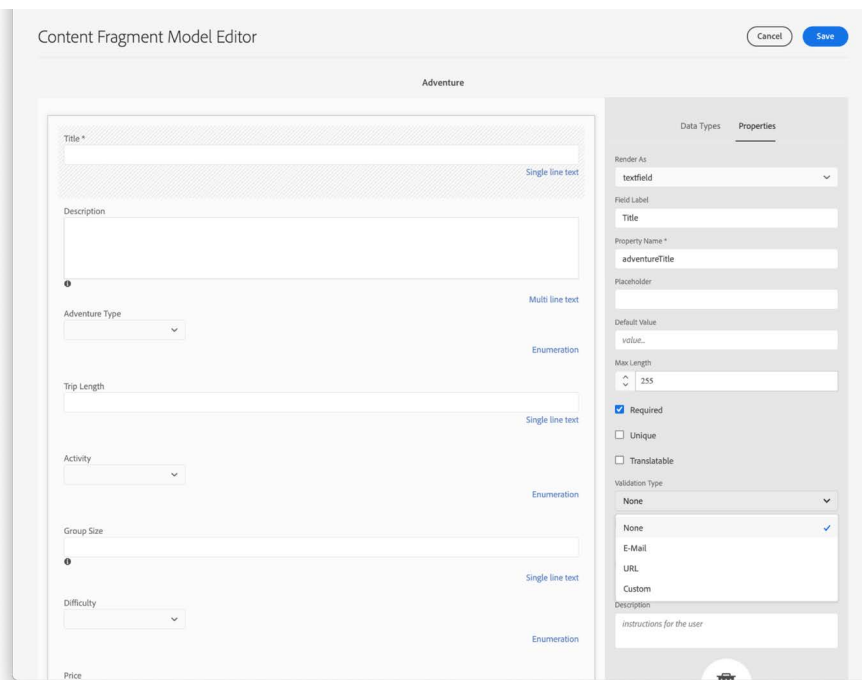 Content Fragment Model Editor
Cancel
Save
Adventure
Title *
Single line text
Description
Multi line text
Adventure Type
Enumeration
Trip Length
Single line text
Activity
Enumeration
Group Size
Single line text
Difficulty
Enumeration
Price
Data Types Properties
Render As
textfield
Field Label
Title
Property Name *
adventureTitle
Placeholder
Default Value
value..
Max Length
255
Required
Unique
Translatable
Validation Type
None
None
E-Mail
URL
Custom
Description
instructions for the user